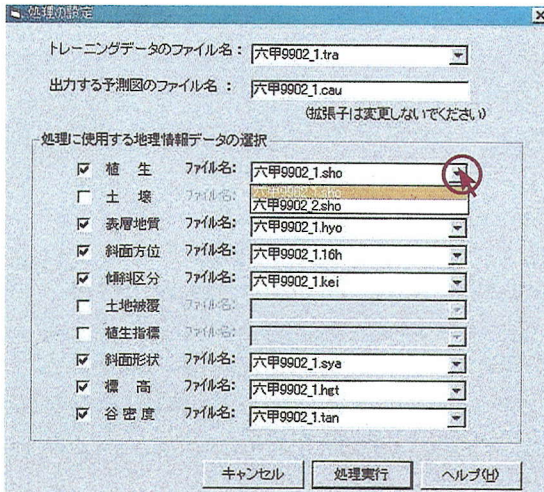 処理の設定
トレーニングデータのファイル名： 六甲9902_1.tra
出力する予測図のファイル名： 六甲9902_1.cau
(拡張子は変更しないでください)
処理に使用する地理情報データの選択
植生 ファイル名： 六甲9902_1.sho
土壌 ファイル名： 六甲9902_1.sho
六甲9902_2.sho
表層地質 ファイル名： 六甲9902_1.hyo
斜面方位 ファイル名： 六甲9902_1.16h
傾斜区分 ファイル名： 六甲9902_1.kei
土地被覆 ファイル名：
植生指標 ファイル名：
斜面形状 ファイル名： 六甲9902_1.sya
標高 ファイル名： 六甲9902_1.hgt
谷密度 ファイル名： 六甲9902_1.tan
キャンセル 処理実行 ヘルプ(H)